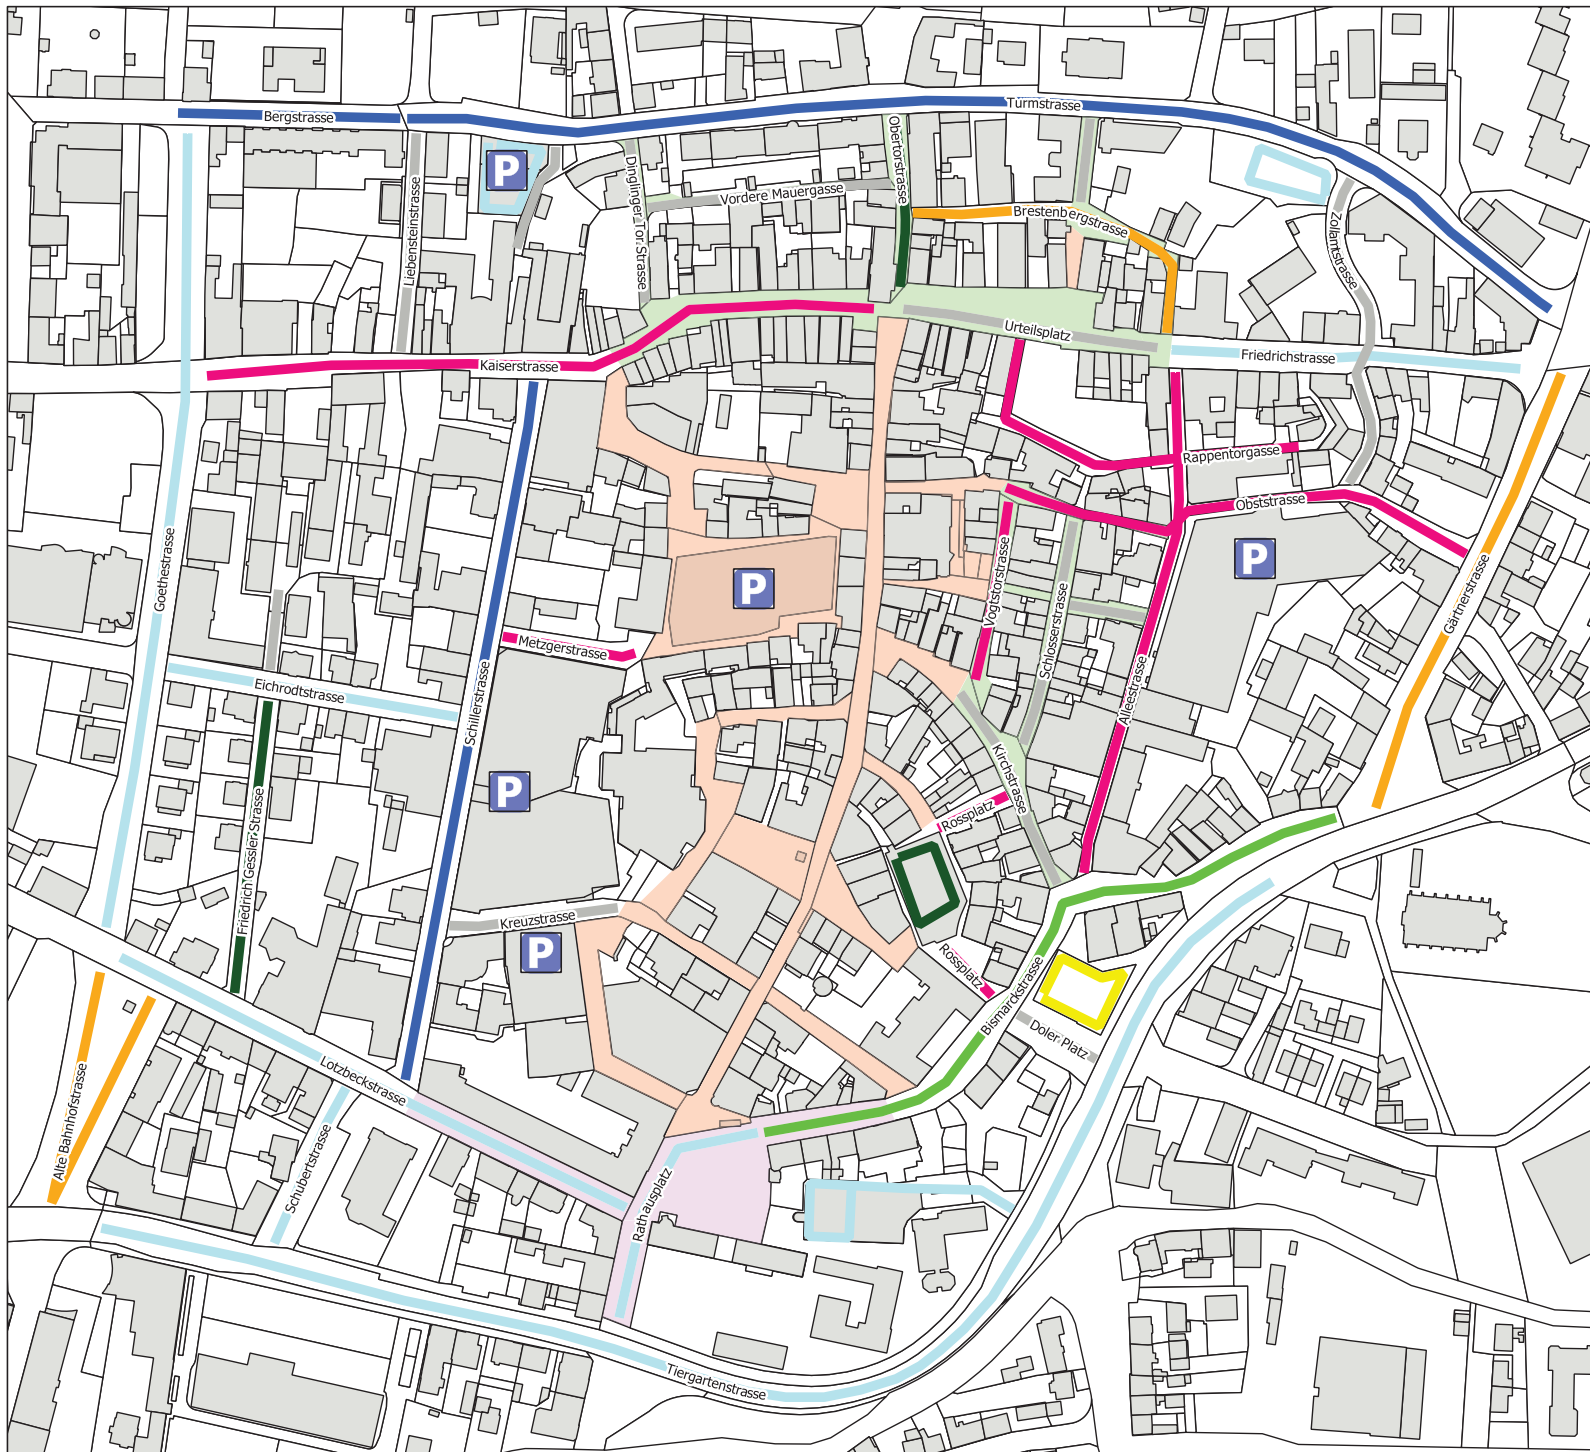 Bergstrasse
Turmstrasse
Obertorstrasse
P
Dinglinger Tor Strasse
Liebensteinstrasse
Vordere Mauergasse
Brestenbergstrasse
Zollamtstrasse
Urteilsplatz
Friedrichstrasse
Kaiserstrasse
Rappentorgasse
Obststrasse
P
P
Goethestrasse
Vogtstorstrasse
Schlosserstrasse
Gärtnerstrasse
Metzgerstrasse
Eichrodtstrasse
Schillerstrasse
Alleestrasse
P
Kirchstrasse
Rossplatz
Friedrich Gessler Strasse
Kreuzstrasse
P
Rossplatz
Bismarckstrasse
Doler Platz
Lotzbeckstrasse
Alte Bahnhofstrasse
Schubertstrasse
Rathausplatz
Tiergartenstrasse